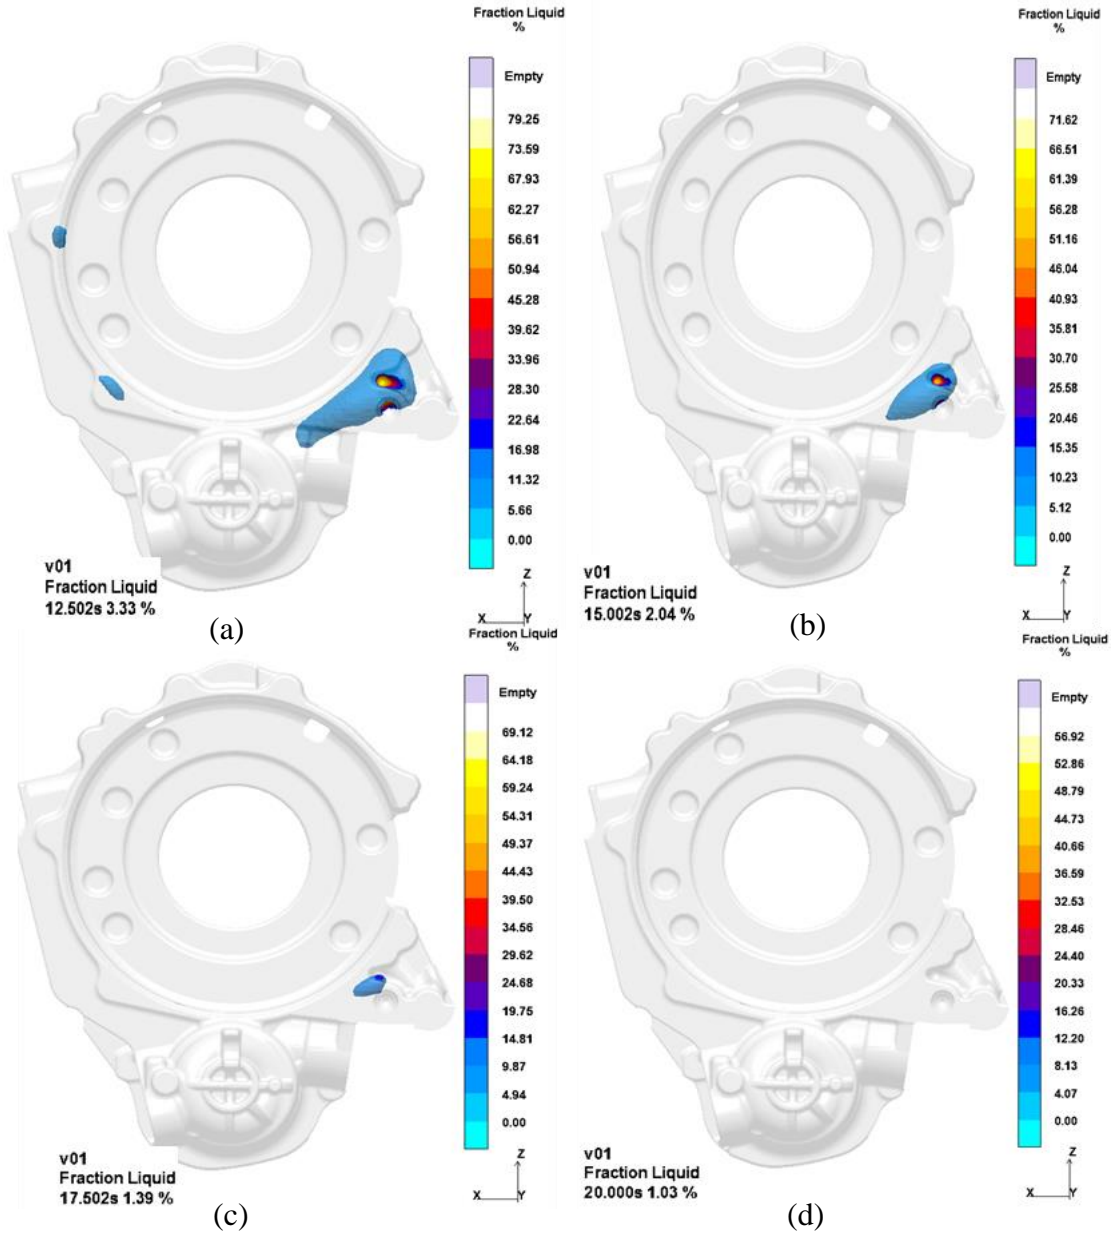 Fraction Liquid
%
Empty
79.25
73.59
67.93
62.27
56.61
50.94
45.28
39.62
33.96
28.30
22.64
16.98
11.32
5.66
0.00
v01
Fraction Liquid
12.502s 3.33 %
Z
X
Y
(a)
Fraction Liquid
%
Empty
71.62
66.51
61.39
56.28
51.16
46.04
40.93
35.81
30.70
25.58
20.46
15.35
10.23
5.12
0.00
v01
Fraction Liquid
15.002s 2.04 %
Z
X
Y
(b)
Fraction Liquid
%
Empty
69.12
64.18
59.24
54.31
49.37
44.43
39.50
34.56
29.62
24.68
19.75
14.81
9.87
4.94
0.00
v01
Fraction Liquid
17.502s 1.39 %
Z
X
Y
(c)
Fraction Liquid
%
Empty
56.92
52.86
48.79
44.73
40.66
36.59
32.53
28.46
24.40
20.33
16.26
12.20
8.13
4.07
0.00
v01
Fraction Liquid
20.000s 1.03 %
Z
X
Y
(d)